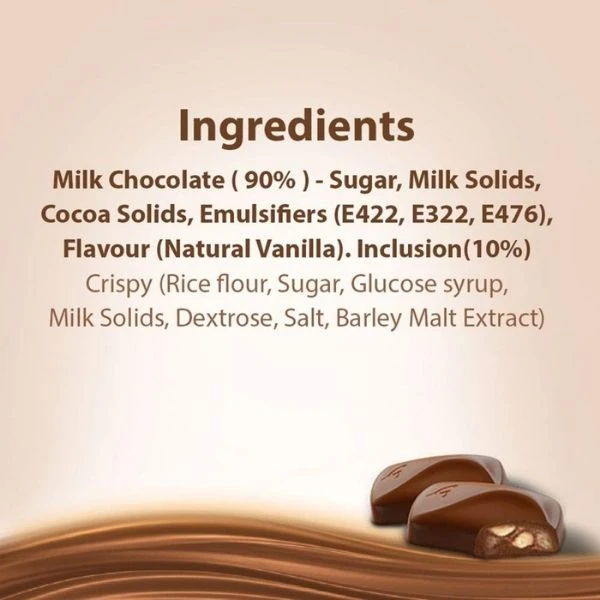 Ingredients
Milk Chocolate ( 90% ) - Sugar, Milk Solids,
Cocoa Solids, Emulsifiers (E422, E322, E476),
Flavour (Natural Vanilla). Inclusion(10%)
Crispy (Rice flour, Sugar, Glucose syrup,
Milk Solids, Dextrose, Salt, Barley Malt Extract)